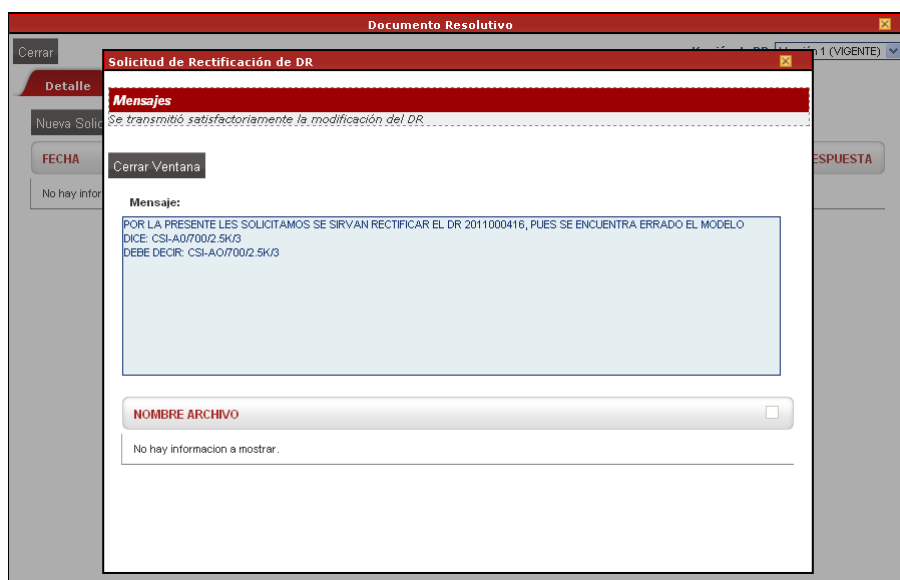 Documento Resolutivo
Cerrar
1 (VIGENTE)
Solicitud de Rectificación de DR
Detalle
Mensajes
Nueva
Se transmitió satisfactoriamente la modificación del DR
FECHA
Cerrar Ventana
No hay
Mensaje:
POR LA PRESENTE LES SOLICITAMOS SE SIRVAN RECTIFICAR EL DR 2011000416, PUES SE ENCUENTRA ERRADO EL MODELO
DICE: CSI-A0/700/2.5K/3
DEBE DECIR: CSI-AO/700/2.5K/3
NOMBRE ARCHIVO
No hay informacion a mostrar.